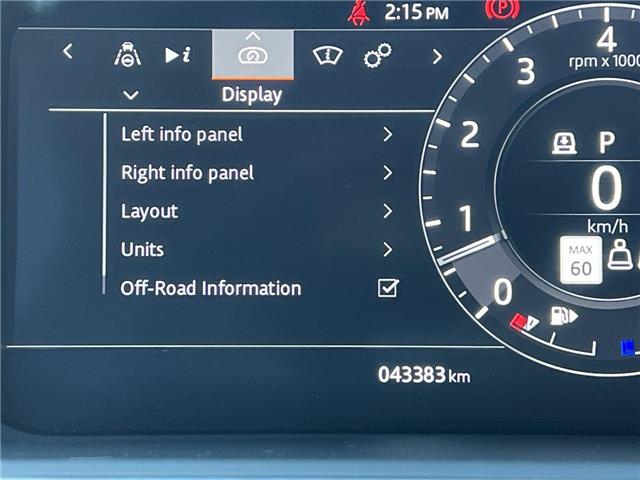 2:15 PM
P
i
i
Display
Left info panel
Right info panel
Layout
Units
Off-Road Information
043383 km
4
rpm x 1000
3
2
1
0
P
0
km/h
MAX
60